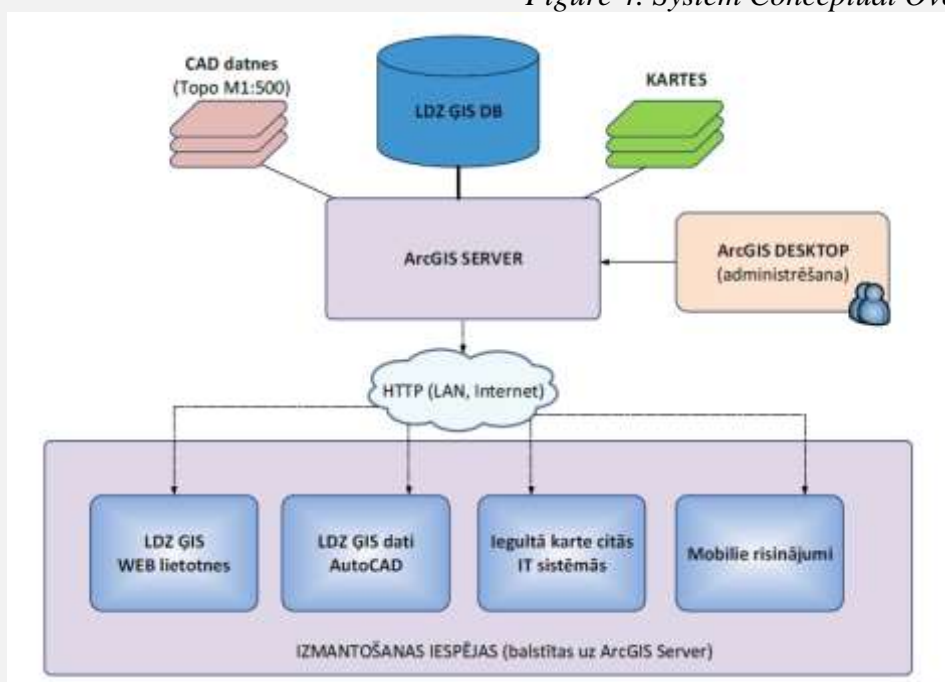 Figure 4. System Conceptual Ove
CAD datnes
(Topo M1:500)
LDZ ĢIS DB
KARTES
ArcGIS SERVER
ArcGIS DESKTOP
(administrēšana)
HTTP (LAN, Internet)
LDZ ĢIS
WEB lietotnes
LDZ ĢIS dati
AutoCAD
Iegultā karte citās
IT sistēmās
Mobilie risinājumi
IZMANTOŠANAS IESPĒJAS (balstītas uz ArcGIS Server)